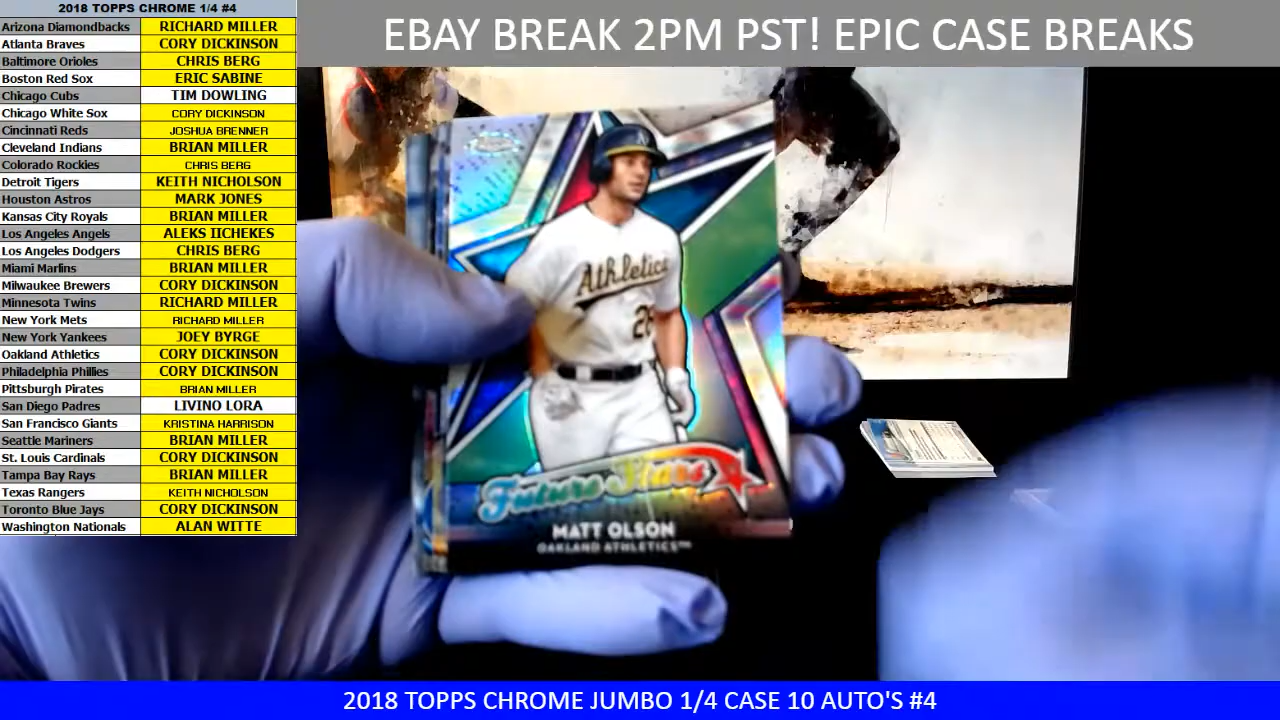 2018 TOPPS CHROME 1/4 #4
Arizona Diamondbacks RICHARD MILLER
Atlanta Braves CORY DICKINSON
Baltimore Orioles CHRIS BERG
Boston Red Sox ERIC SABINE
Chicago Cubs TIM DOWLING
Chicago White Sox CORY DICKINSON
Cincinnati Reds JOSHUA BRENNER
Cleveland Indians BRIAN MILLER
Colorado Rockies CHRIS BERG
Detroit Tigers KEITH NICHOLSON
Houston Astros MARK JONES
Kansas City Royals BRIAN MILLER
Los Angeles Angels ALEKS IICHEKES
Los Angeles Dodgers CHRIS BERG
Miami Marlins BRIAN MILLER
Milwaukee Brewers CORY DICKINSON
Minnesota Twins RICHARD MILLER
New York Mets RICHARD MILLER
New York Yankees JOEY BYRGE
Oakland Athletics CORY DICKINSON
Philadelphia Phillies CORY DICKINSON
Pittsburgh Pirates BRIAN MILLER
San Diego Padres LIVINO LORA
San Francisco Giants KRISTINA HARRISON
Seattle Mariners BRIAN MILLER
St. Louis Cardinals CORY DICKINSON
Tampa Bay Rays BRIAN MILLER
Texas Rangers KEITH NICHOLSON
Toronto Blue Jays CORY DICKINSON
Washington Nationals ALAN WITTE
EBAY BREAK 2PM PST! EPIC CASE BREAKS
Athletics
28
Future Stars
MATT OLSON
OAKLAND ATHLETICS™
2018 TOPPS CHROME JUMBO 1/4 CASE 10 AUTO'S #4